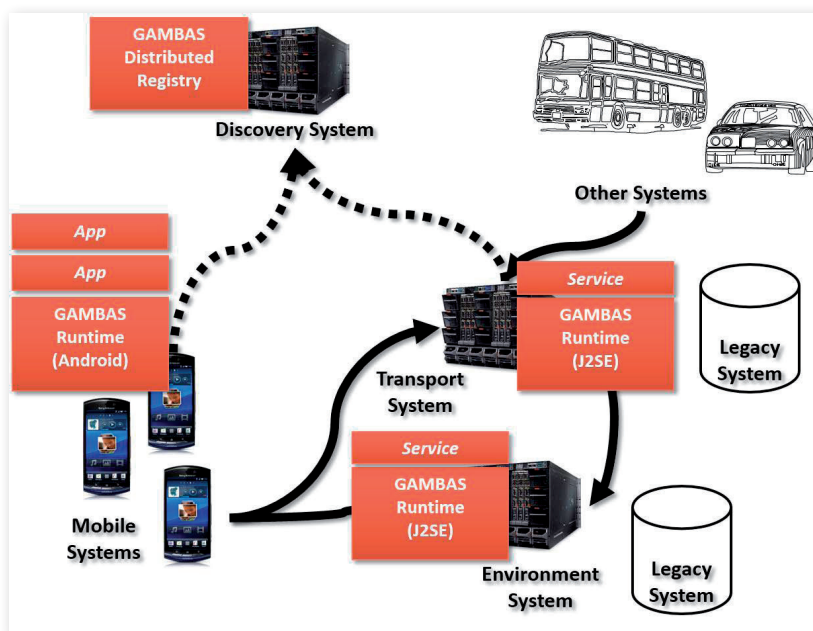 GAMBAS
Distributed
Registry
Discovery System
Other Systems
App
App
GAMBAS
Runtime
(Android)
Service
GAMBAS
Runtime
(J2SE)
Legacy
System
Transport
System
Service
GAMBAS
Runtime
(J2SE)
Mobile
Systems
Environment
System
Legacy
System